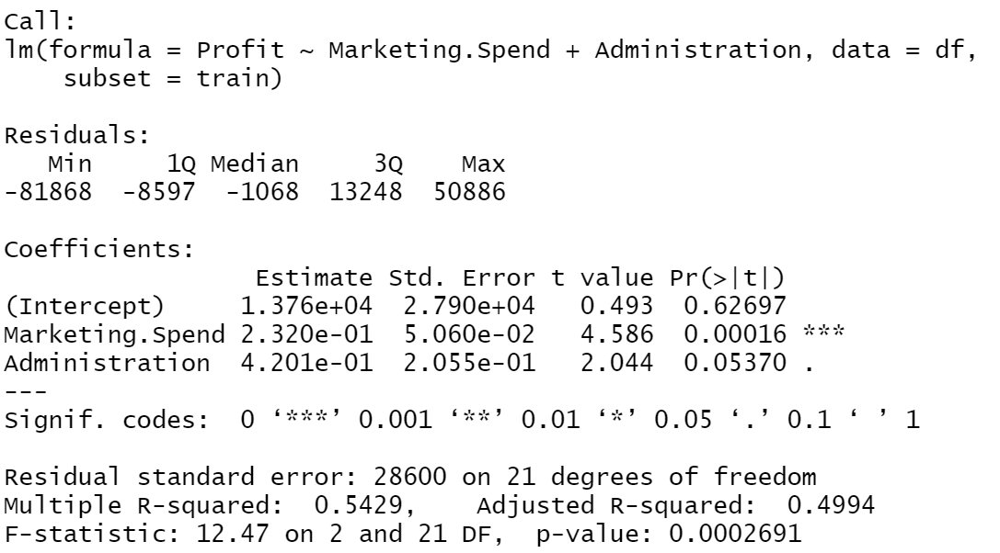 Call:
lm(formula = Profit ~ Marketing.Spend + Administration, data = df,
    subset = train)

Residuals:
   Min     1Q Median     3Q    Max
-81868  -8597  -1068  13248  50886

Coefficients:
                 Estimate Std. Error t value Pr(>|t|)
(Intercept)     1.376e+04  2.790e+04   0.493  0.62697
Marketing.Spend 2.320e-01  5.060e-02   4.586  0.00016 ***
Administration  4.201e-01  2.055e-01   2.044  0.05370 .
---
Signif. codes:  0 ‘***’ 0.001 ‘**’ 0.01 ‘*’ 0.05 ‘.’ 0.1 ‘ ’ 1

Residual standard error: 28600 on 21 degrees of freedom
Multiple R-squared:  0.5429,    Adjusted R-squared:  0.4994
F-statistic: 12.47 on 2 and 21 DF,  p-value: 0.0002691